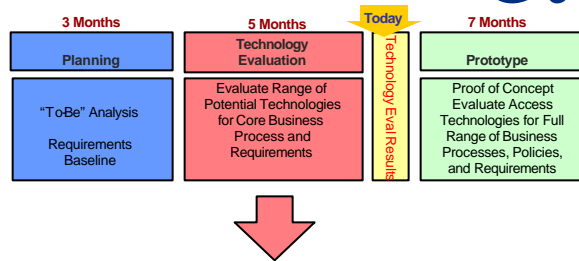 3 Months
5 Months
Today
7 Months
Planning
Technology
Evaluation
Technology Eval Results
Prototype
“To-Be” Analysis
Requirements
Baseline
Evaluate Range of
Potential Technologies
for Core Business
Process and
Requirements
Proof of Concept
Evaluate Access
Technologies for Full
Range of Business
Processes, Policies,
and Requirements